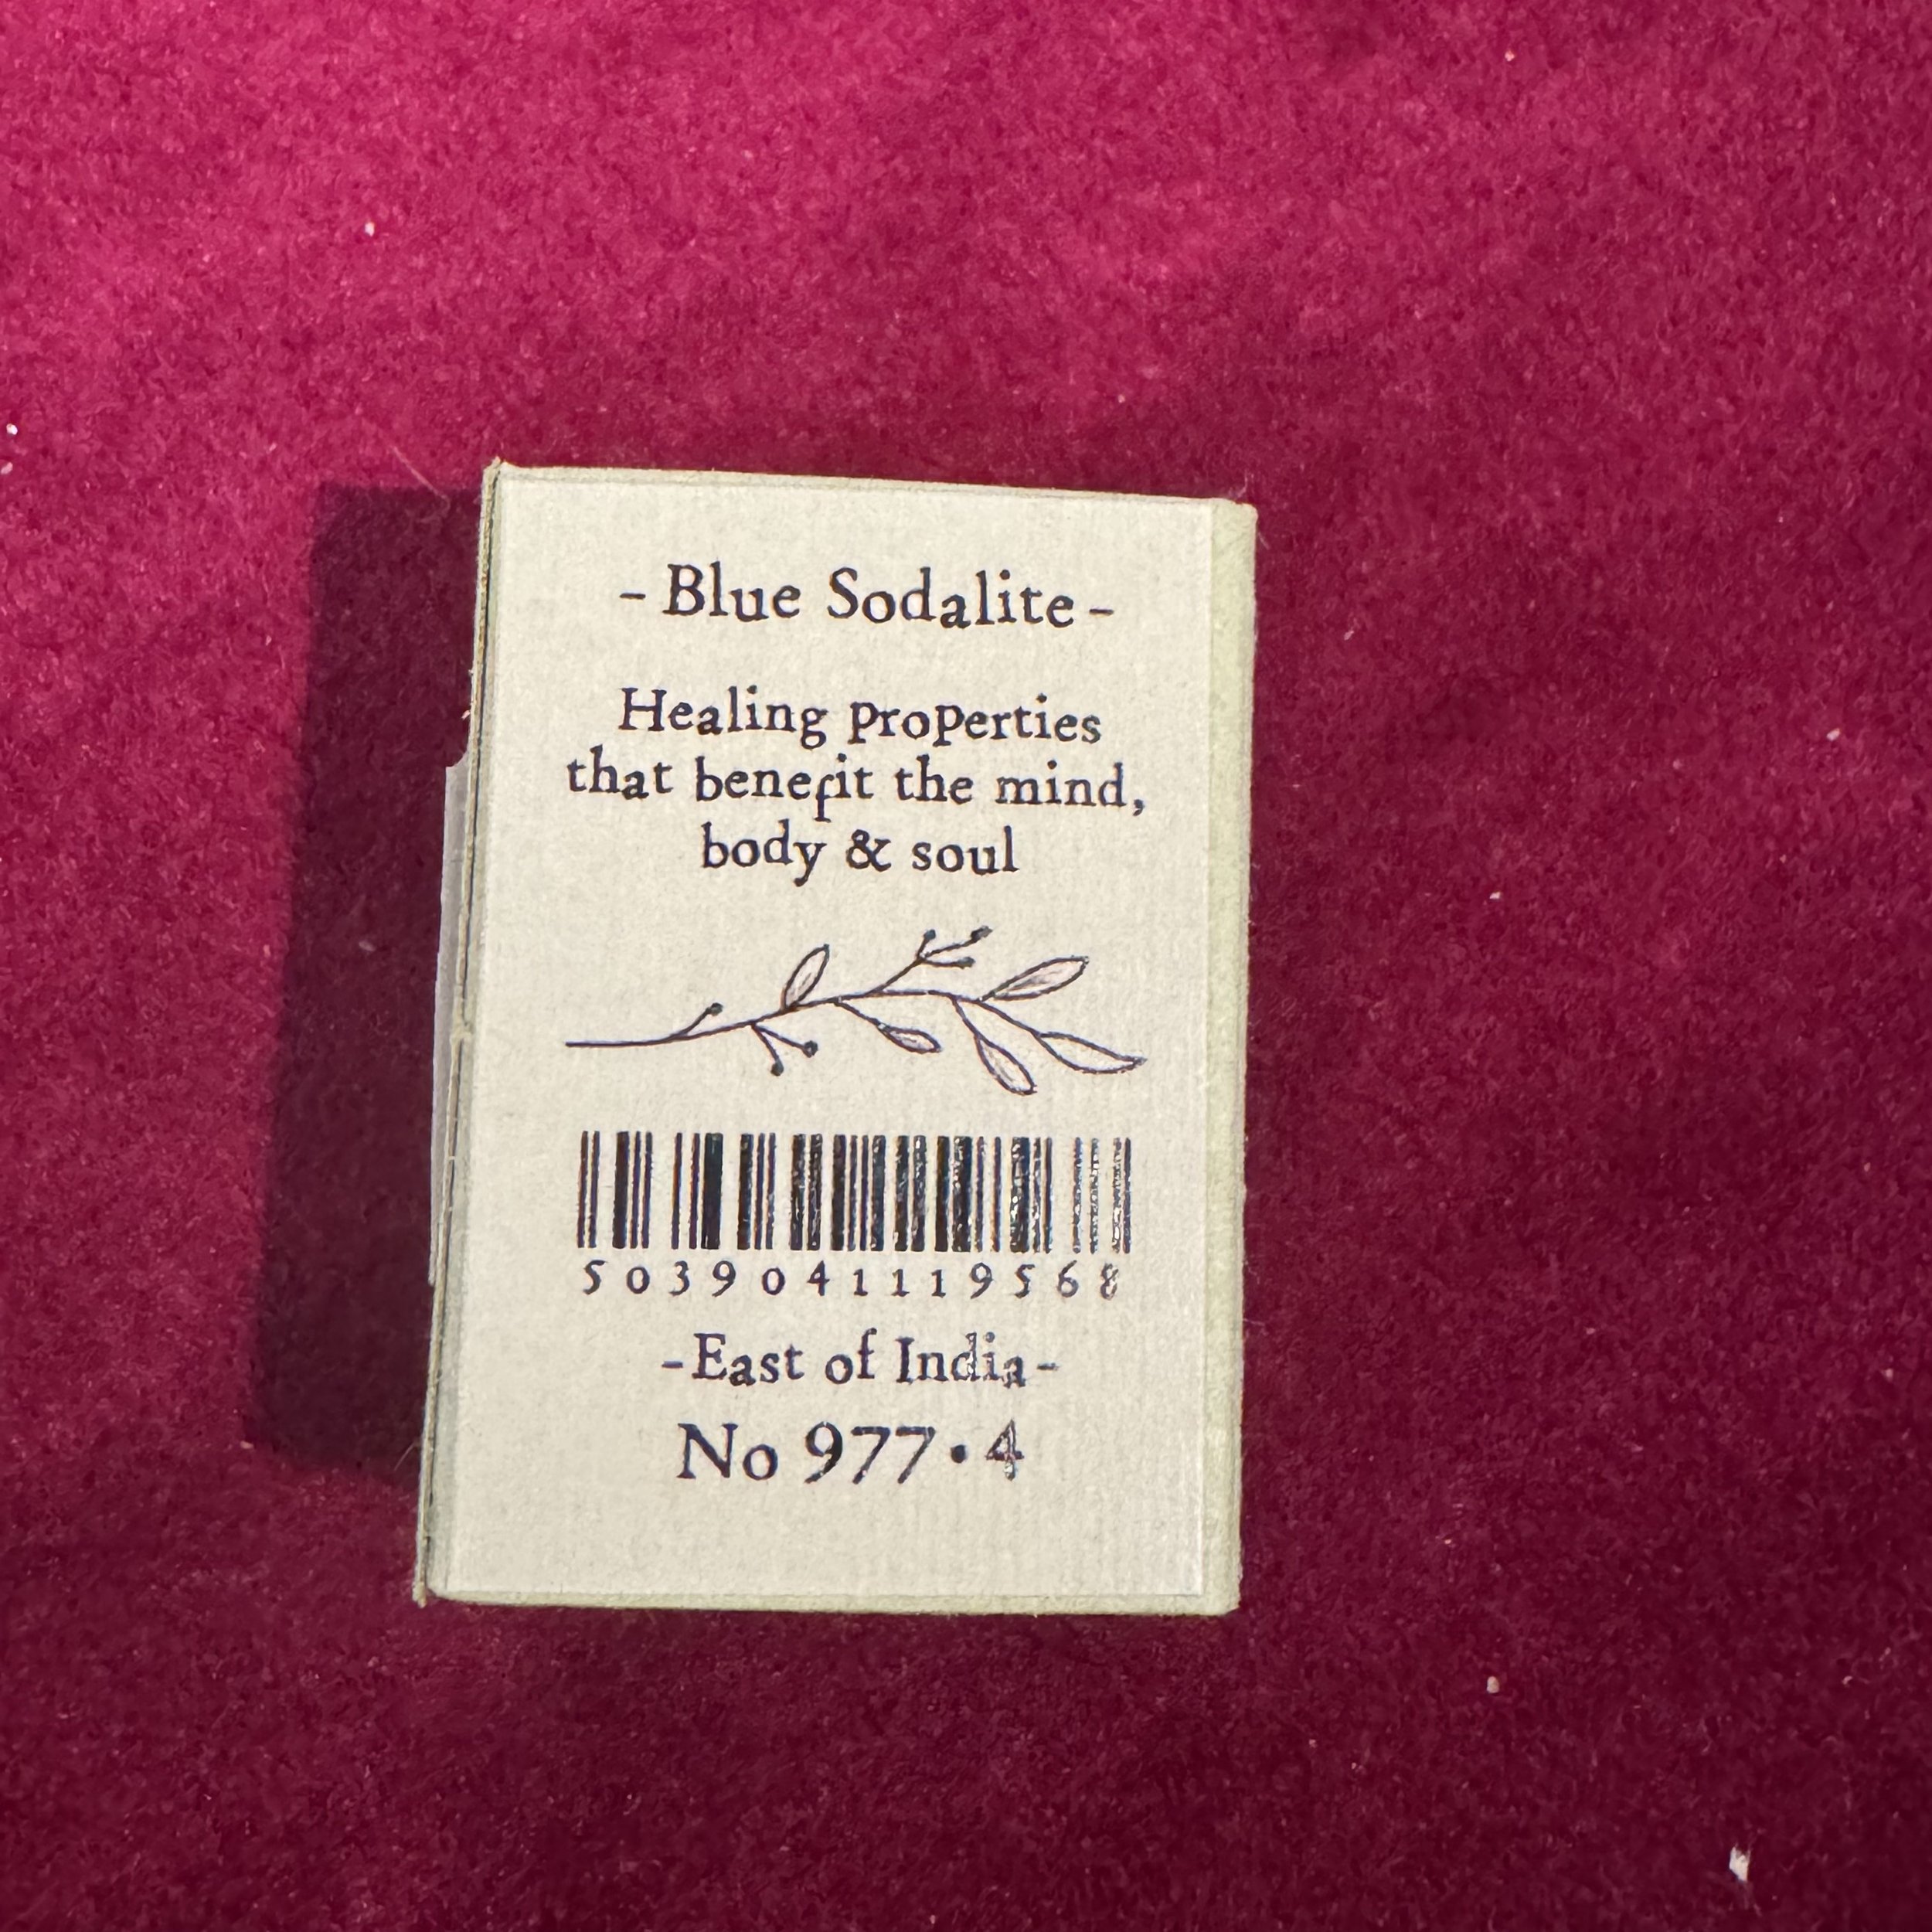 - Blue Sodalite -
Healing properties
that benefit the mind,
body & soul
5039041119568
-East of India-
No 977·4